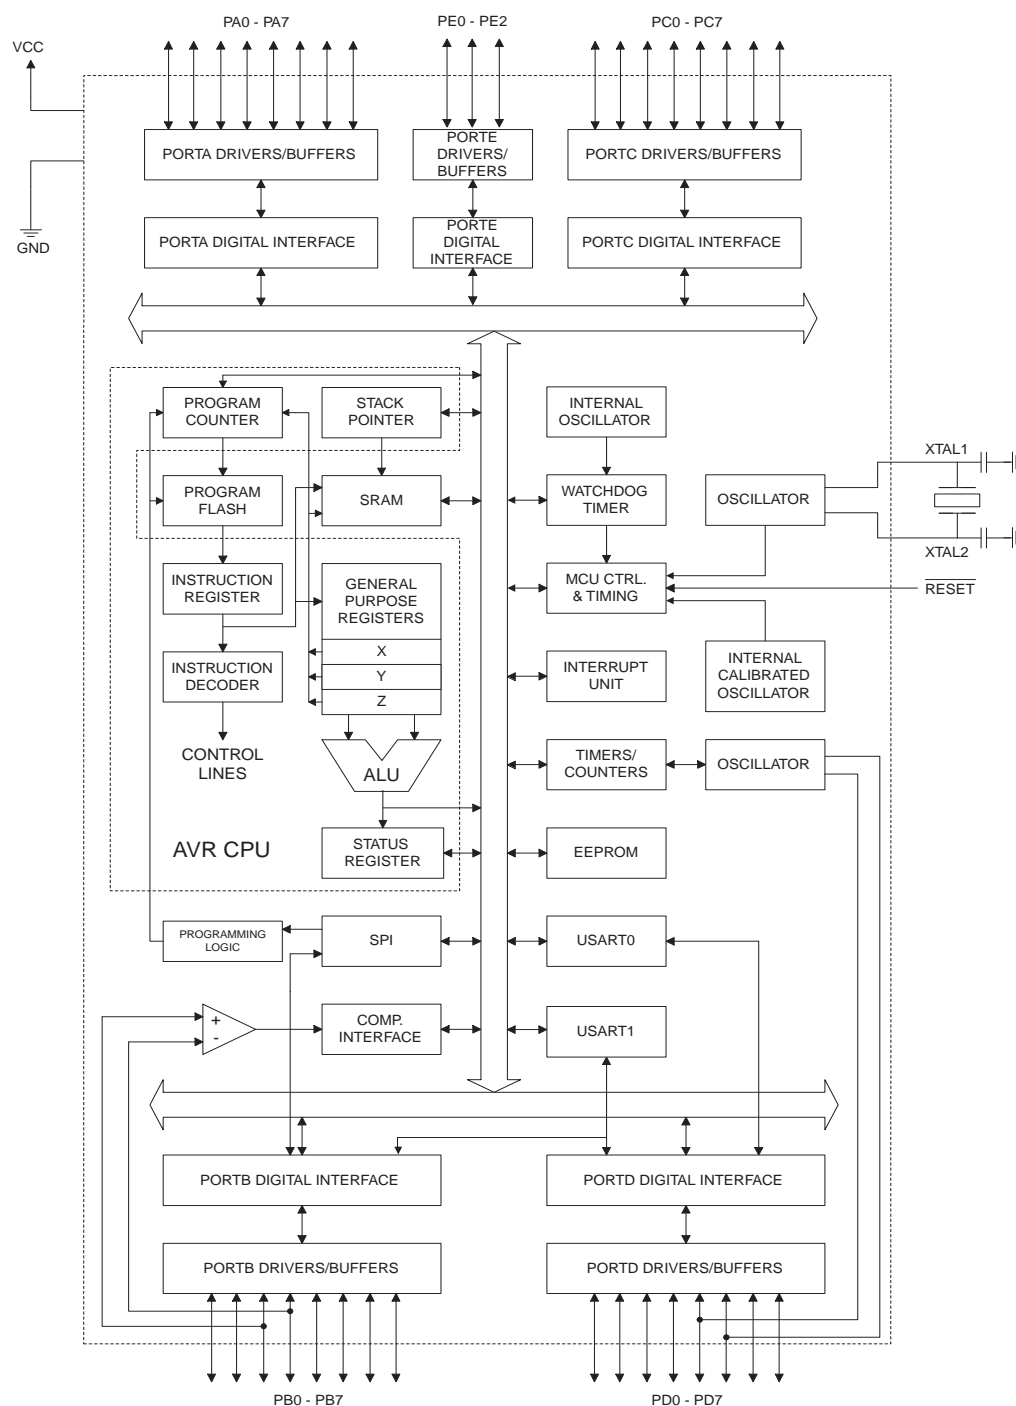 PA0 - PA7
PE0 - PE2
PC0 - PC7
VCC
PORTA DRIVERS/BUFFERS
PORTE
DRIVERS/
BUFFERS
PORTC DRIVERS/BUFFERS
GND
PORTA DIGITAL INTERFACE
PORTE
DIGITAL
INTERFACE
PORTC DIGITAL INTERFACE
PROGRAM
COUNTER
STACK
POINTER
INTERNAL
OSCILLATOR
XTAL1
PROGRAM
FLASH
SRAM
WATCHDOG
TIMER
OSCILLATOR
XTAL2
INSTRUCTION
REGISTER
GENERAL
PURPOSE
REGISTERS
MCU CTRL.
& TIMING
RESET
X
Y
Z
INSTRUCTION
DECODER
INTERRUPT
UNIT
INTERNAL
CALIBRATED
OSCILLATOR
CONTROL
LINES
ALU
TIMERS/
COUNTERS
OSCILLATOR
AVR CPU
STATUS
REGISTER
EEPROM
PROGRAMMING
LOGIC
SPI
USART0
+
-
COMP.
INTERFACE
USART1
PORTB DIGITAL INTERFACE
PORTD DIGITAL INTERFACE
PORTB DRIVERS/BUFFERS
PORTD DRIVERS/BUFFERS
PB0 - PB7
PD0 - PD7